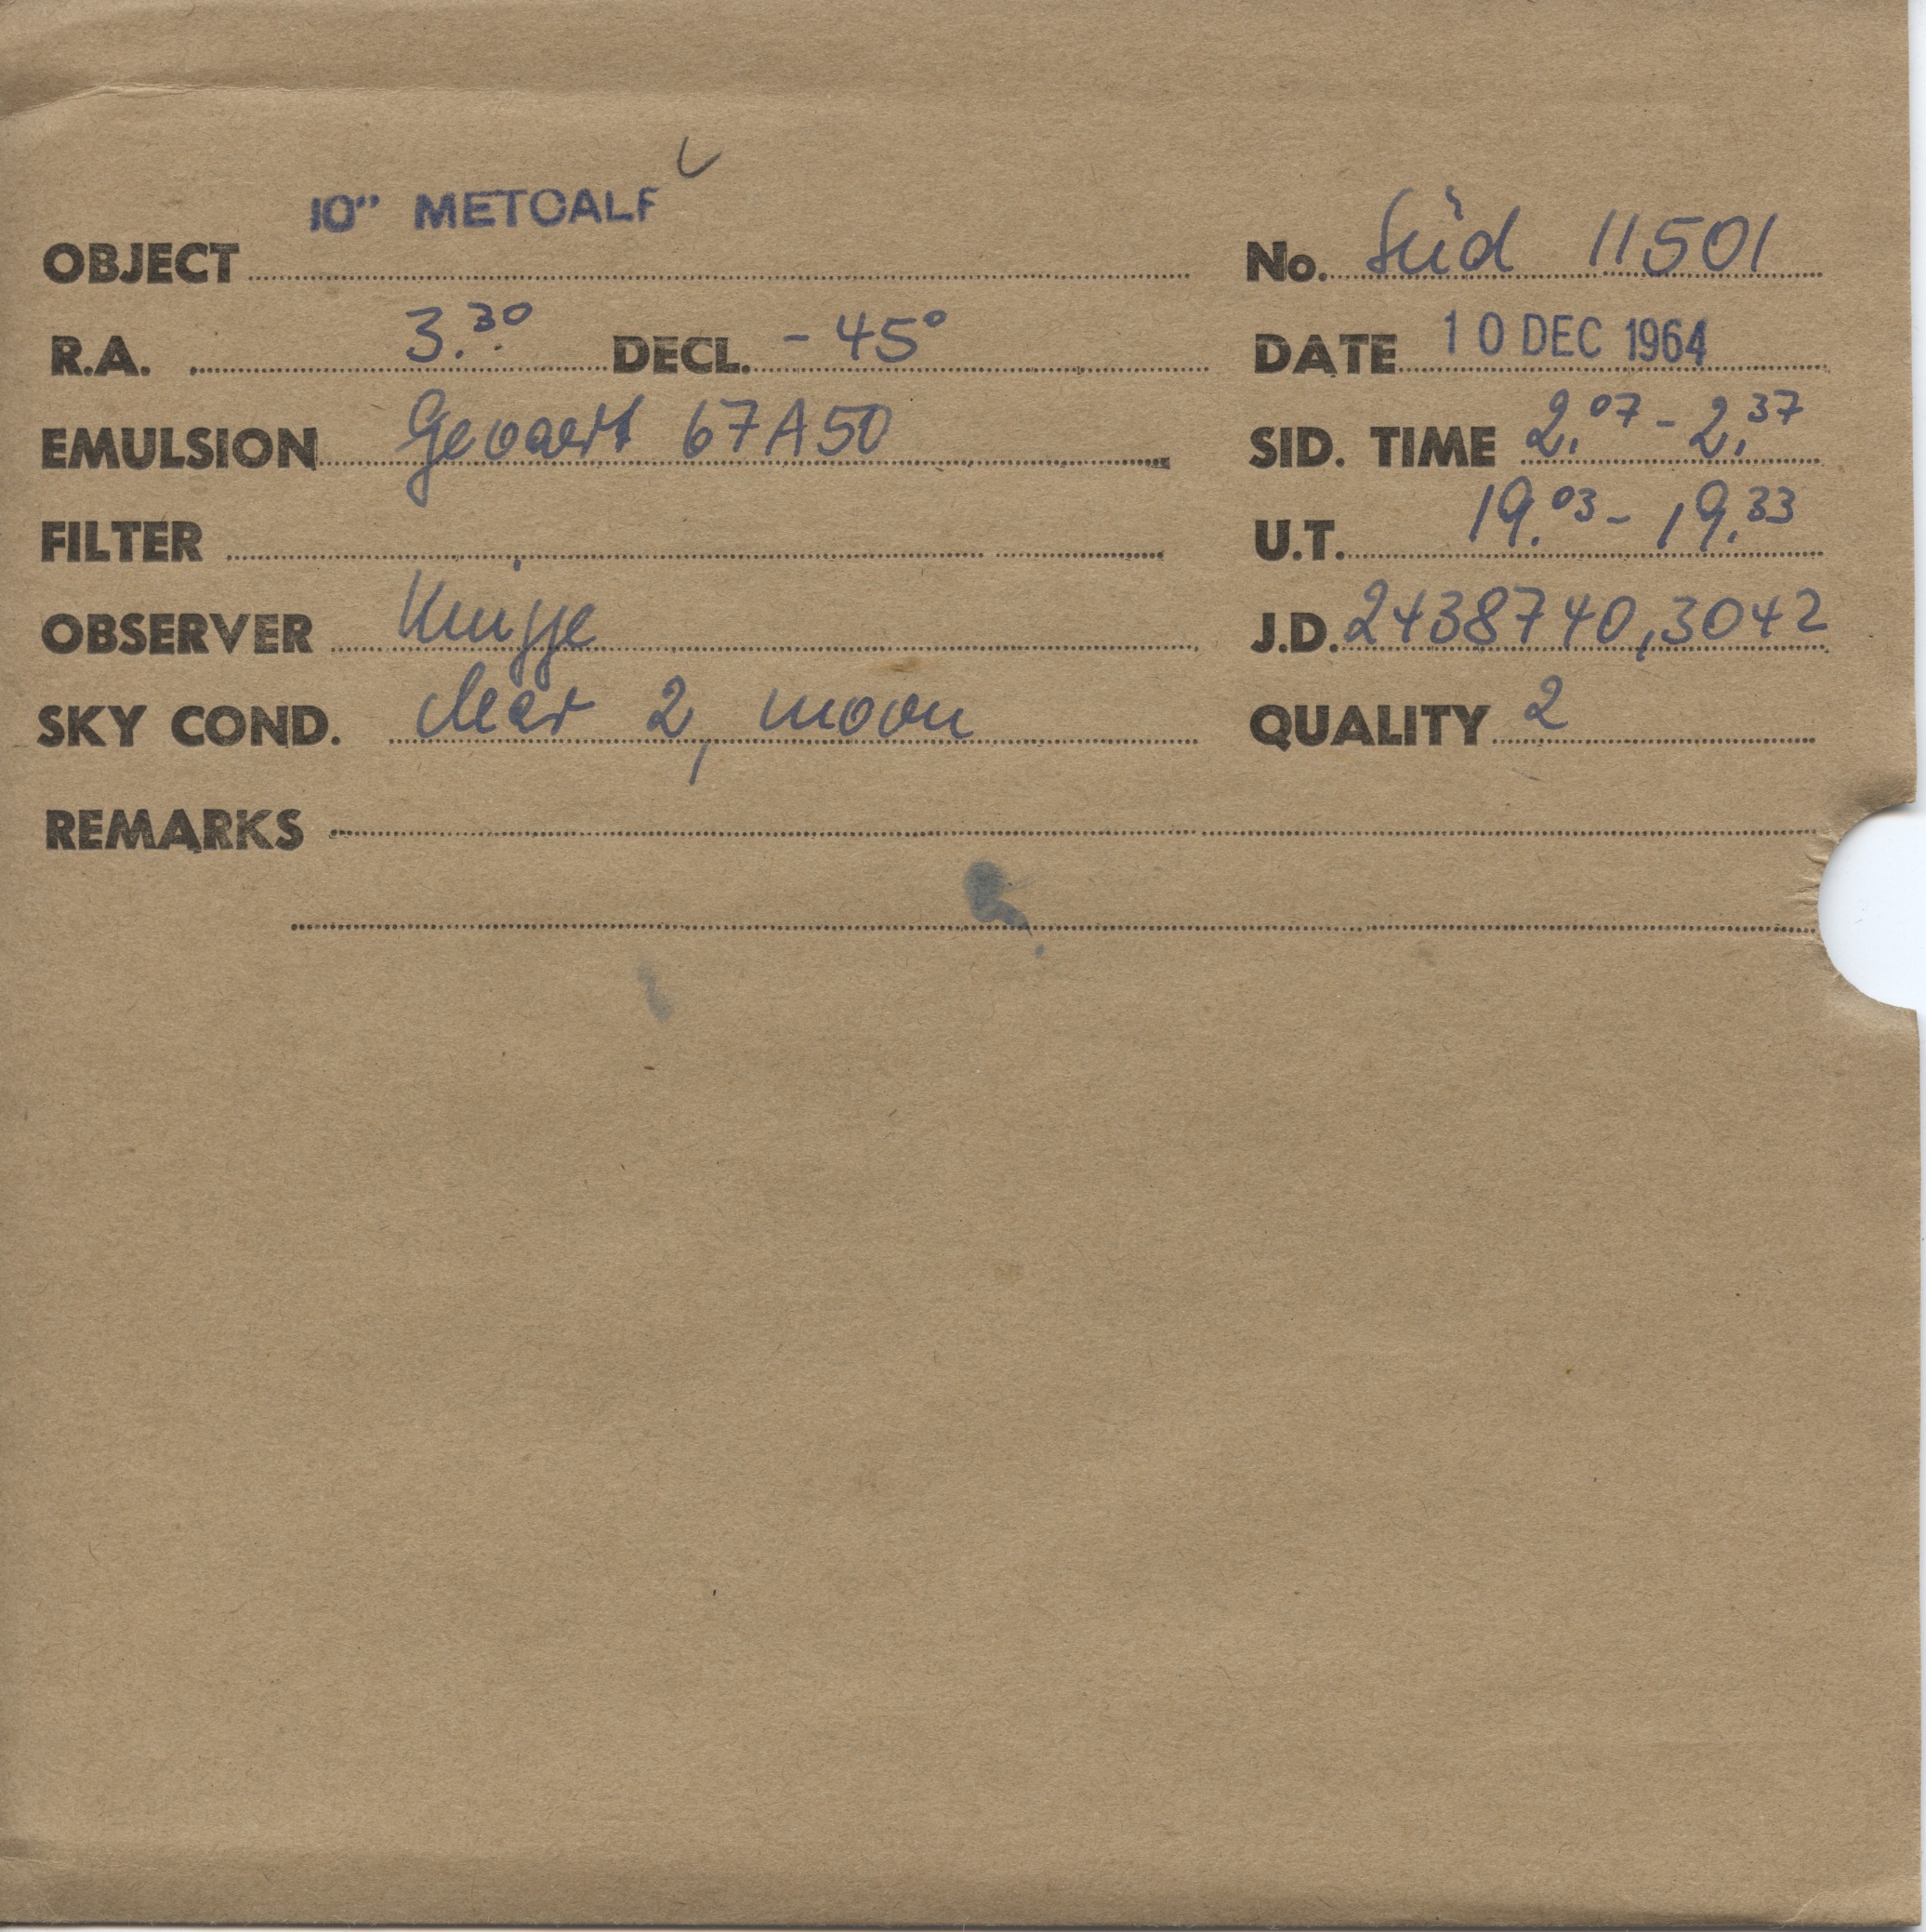 10" METCALF
OBJECT No. Süd 11501
R.A. 3.30 DECL. -45° DATE 10 DEC 1964
EMULSION Gevaert 67A50 SID. TIME 2.07 - 2.37
FILTER U.T. 19.03 - 19.33
OBSERVER Knigge J.D. 2438740,3042
SKY COND. clear 2, moon QUALITY 2
REMARKS